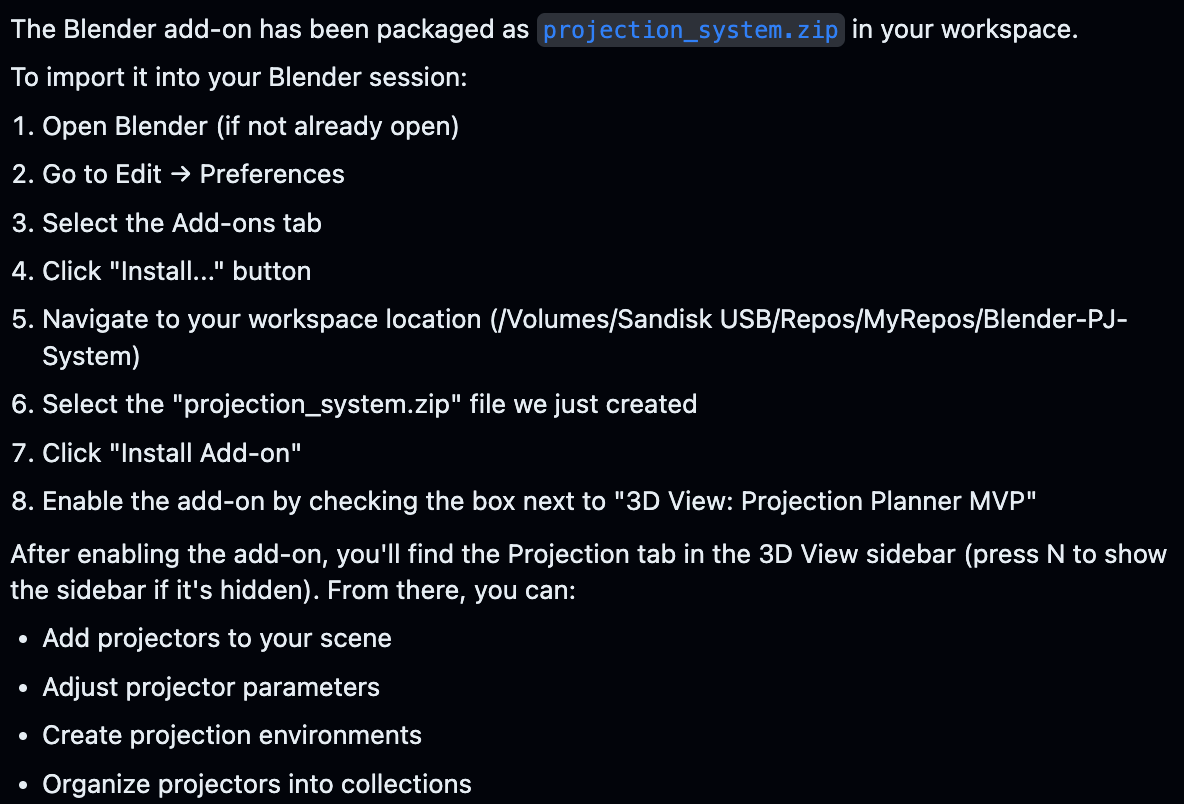 The Blender add-on has been packaged as projection_system.zip in your workspace.
To import it into your Blender session:
1. Open Blender (if not already open)
2. Go to Edit → Preferences
3. Select the Add-ons tab
4. Click "Install..." button
5. Navigate to your workspace location (/Volumes/Sandisk USB/Repos/MyRepos/Blender-PJ-
System)
6. Select the "projection_system.zip" file we just created
7. Click "Install Add-on"
8. Enable the add-on by checking the box next to "3D View: Projection Planner MVP"
After enabling the add-on, you'll find the Projection tab in the 3D View sidebar (press N to show
the sidebar if it's hidden). From there, you can:
• Add projectors to your scene
• Adjust projector parameters
• Create projection environments
• Organize projectors into collections